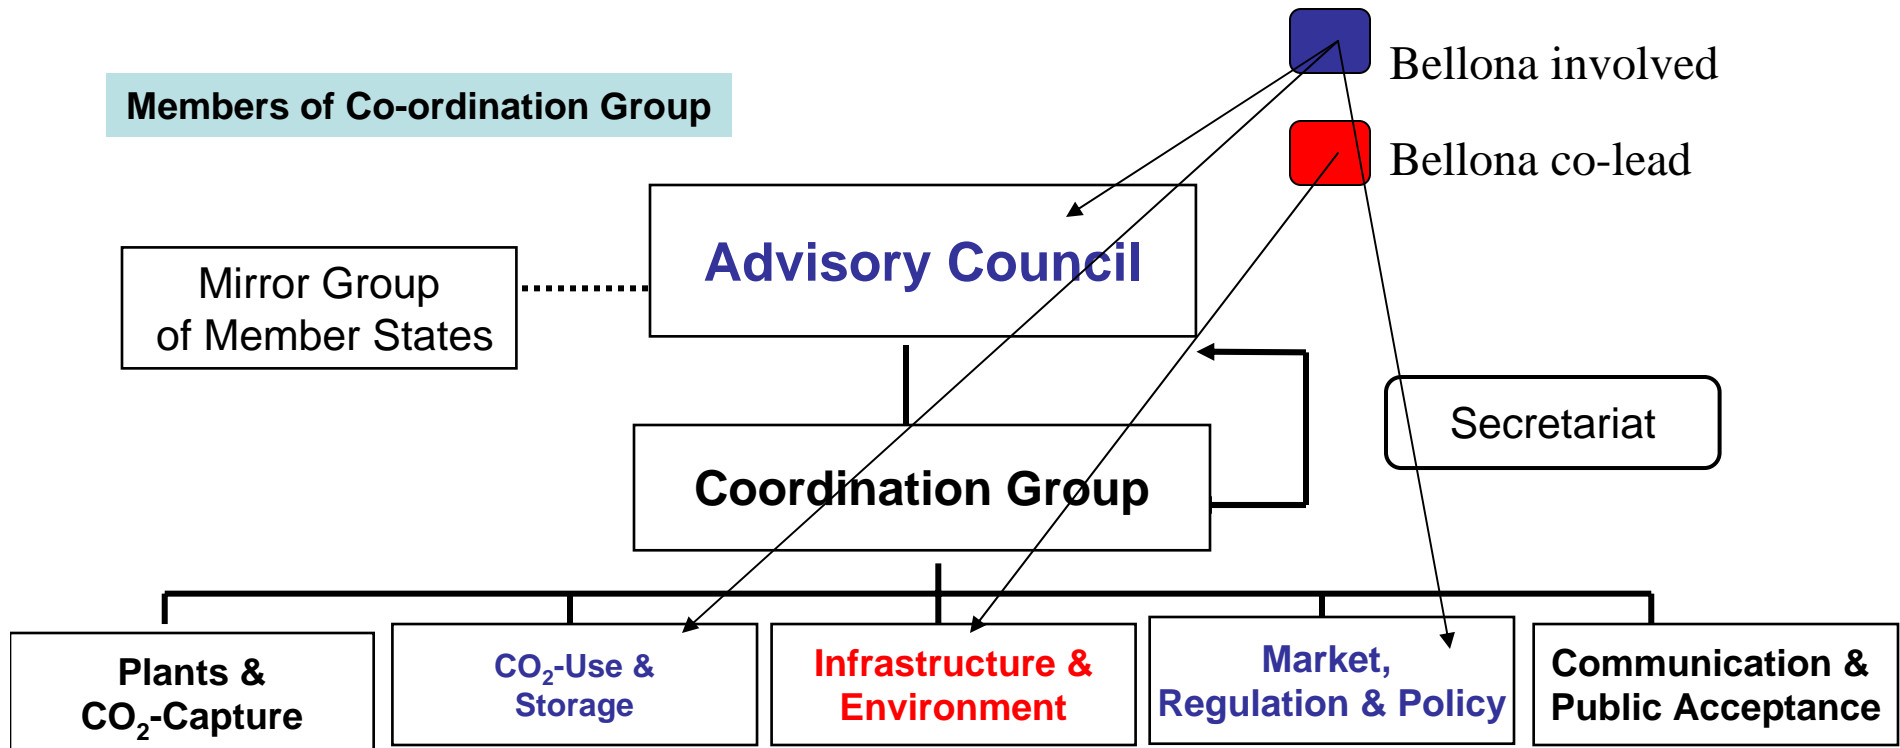 Bellona involved
Members of Co-ordination Group
Bellona co-lead
Advisory Council
Mirror Group
of Member States
Secretariat
Coordination Group
Plants &
CO₂-Capture
CO₂-Use &
Storage
Infrastructure &
Environment
Market,
Regulation & Policy
Communication &
Public Acceptance